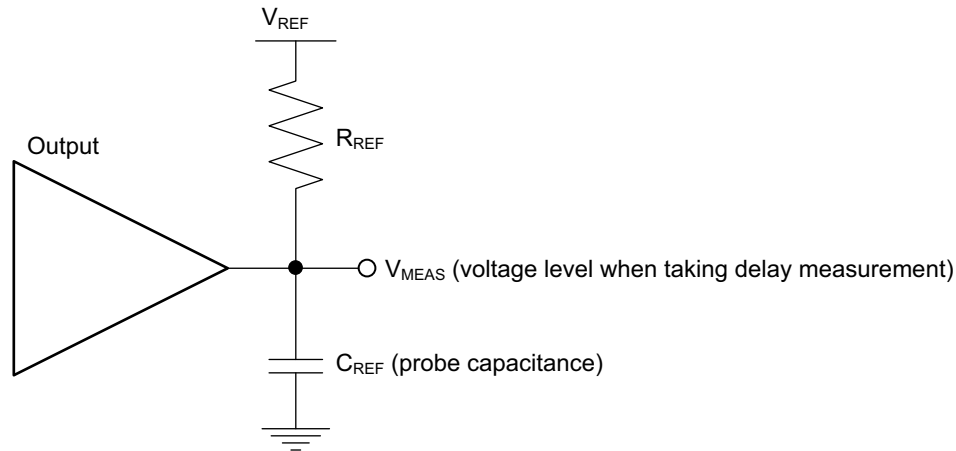 VREF
RREF
Output
VMEAS (voltage level when taking delay measurement)
CREF (probe capacitance)